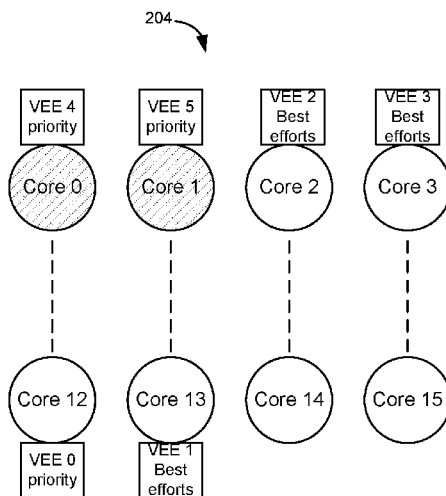 204
VEE 4
priority
VEE 5
priority
VEE 2
Best
efforts
VEE 3
Best
efforts
Core 0
Core 1
Core 2
Core 3
Core 12
Core 13
Core 14
Core 15
VEE 0
priority
VEE 1
Best
efforts